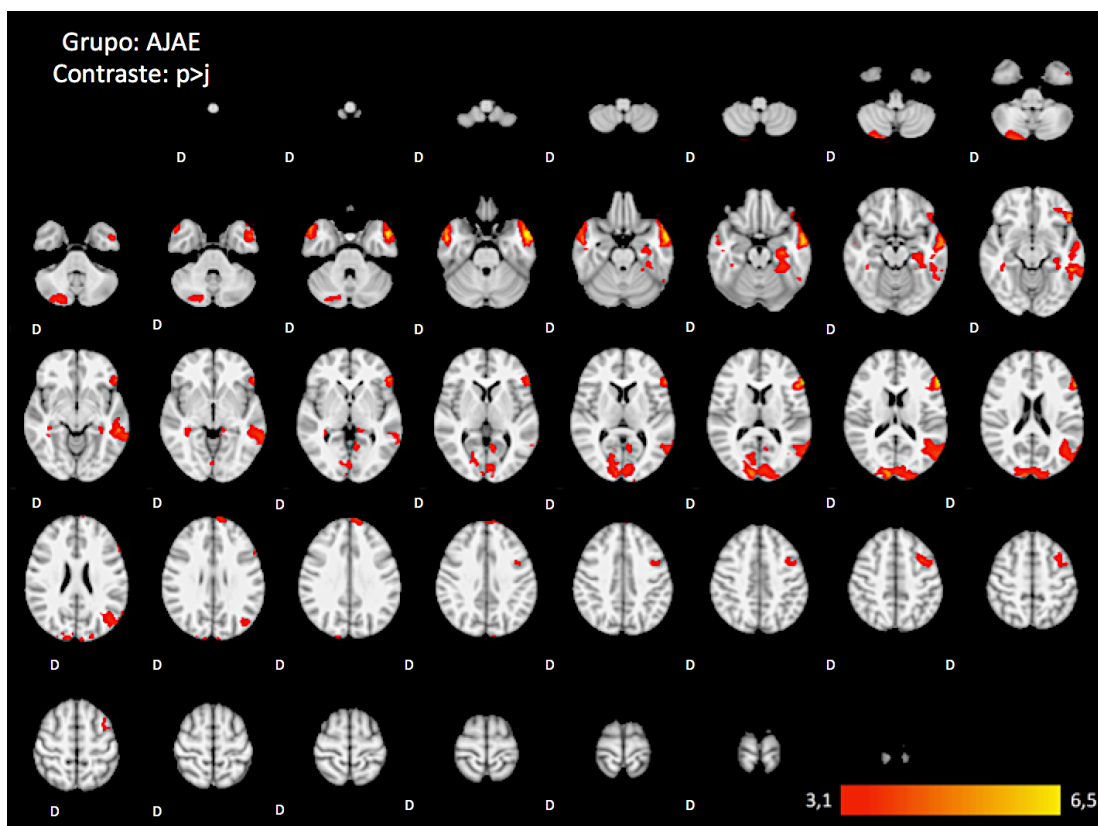 Grupo: AJAE
Contraste: p>j
D D D D D D D
D D D D D D D D
D D D D D D D D
D D D D D D D D
3,1 6,5
D D D D D D